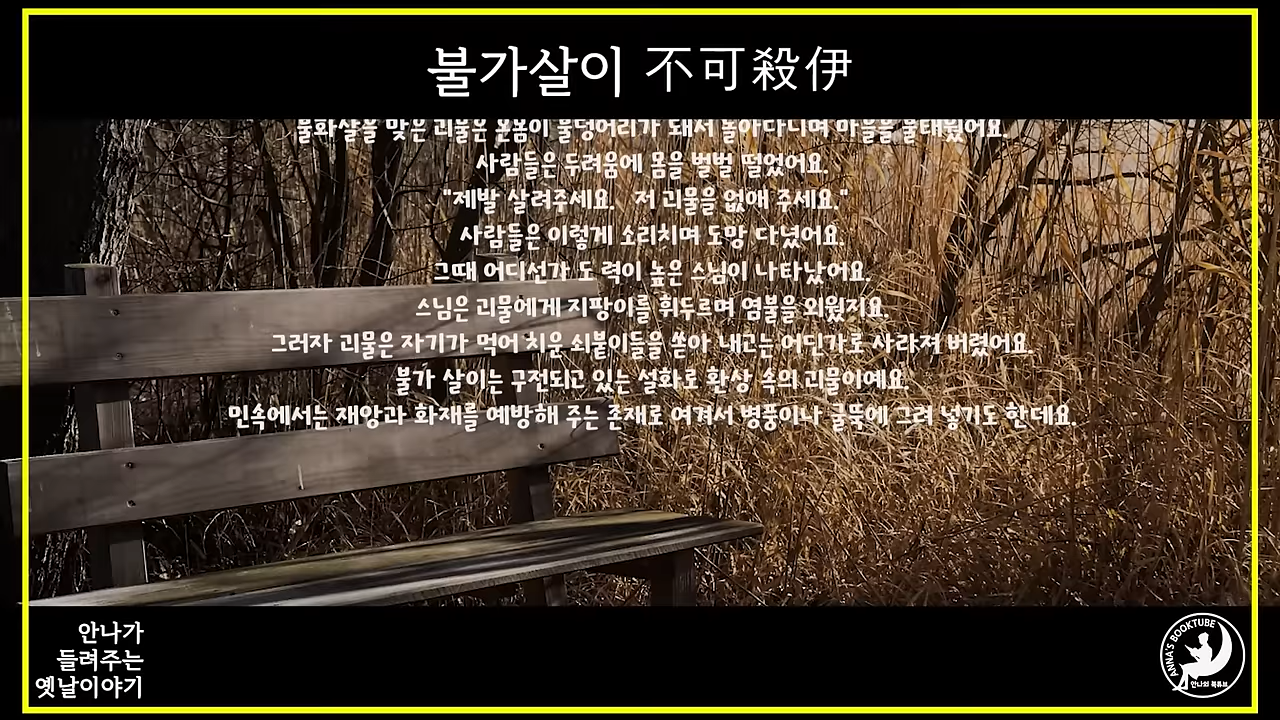 불가살이 不可殺伊
불화살을 맞은 괴물은 온몸이 불덩어리가 돼서 돌아다니며 마을을 불태웠어요.
사람들은 두려움에 몸을 벌벌 떨었어요.
"제발 살려주세요. 저 괴물을 없애 주세요."
사람들은 이렇게 소리치며 도망 다녔어요.
그때 어디선가 도 력이 높은 스님이 나타났어요.
스님은 괴물에게 지팡이를 휘두르며 염불을 외웠지요.
그러자 괴물은 자기가 먹어 치운 쇠붙이들을 쏟아 내고는 어딘가로 사라져 버렸어요.
불가 살이는 구전되고 있는 설화로 환상 속의 괴물이예요.
민속에서는 재앙과 화재를 예방해 주는 존재로 여겨서 병풍이나 굴뚝에 그려 넣기도 한데요.
안나가
들려주는
옛날이야기
ANNA'S BOOKTUBE
안나의 북튜브